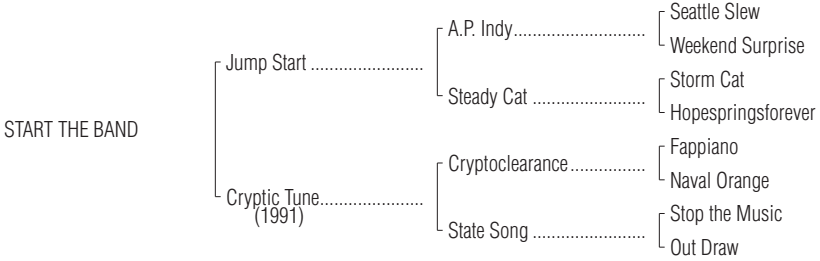 Seattle Slew
A.P. Indy
Weekend Surprise
Jump Start
Storm Cat
Steady Cat
Hopespringsforever
START THE BAND
Fappiano
Cryptoclearance
Naval Orange
Cryptic Tune
(1991)
Stop the Music
State Song
Out Draw